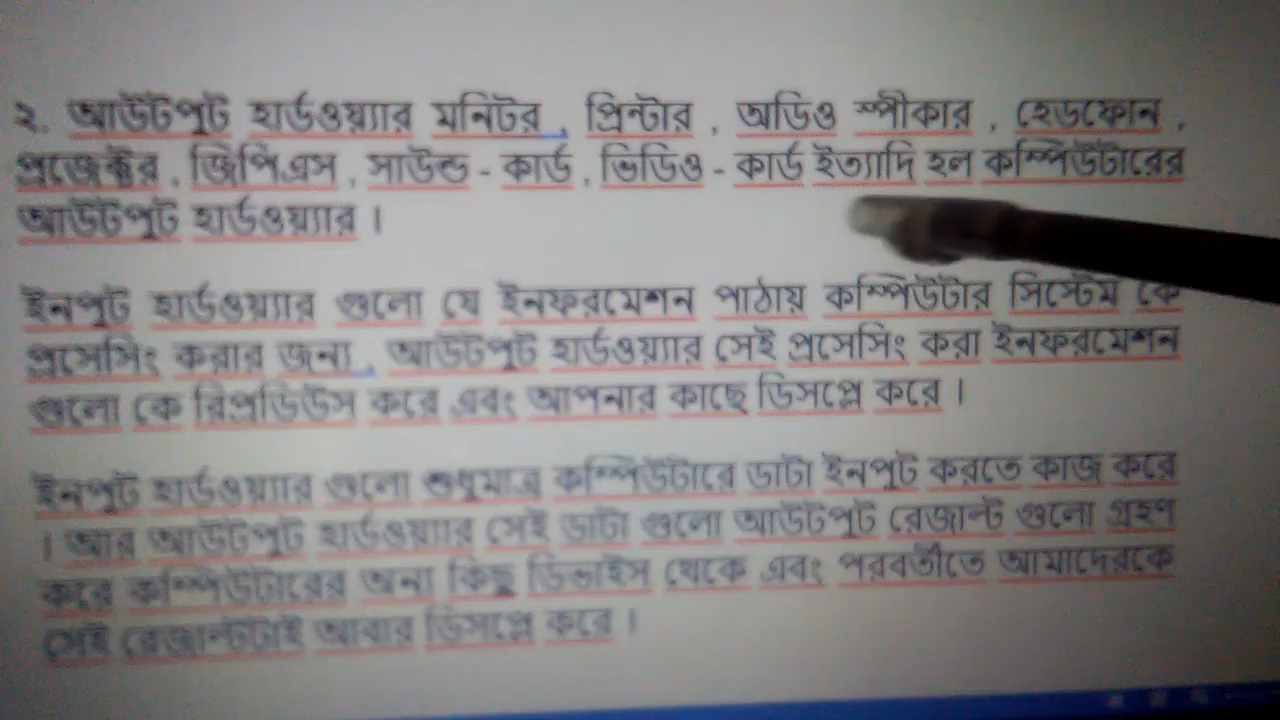 ২. আউটপুট হার্ডওয়্যার মনিটর , প্রিন্টার , অডিও স্পীকার , হেডফোন ,
প্রজেক্টর , জিপিএস , সাউন্ড - কার্ড , ভিডিও - কার্ড ইত্যাদি হল কম্পিউটারের
আউটপুট হার্ডওয়্যার ।
ইনপুট হার্ডওয়্যার গুলো যে ইনফরমেশন পাঠায় কম্পিউটার সিস্টেম কে
প্রসেসিং করার জন্য , আউটপুট হার্ডওয়্যার সেই প্রসেসিং করা ইনফরমেশন
গুলো কে রিপ্রডিউস করে এবং আপনার কাছে ডিসপ্লে করে ।
ইনপুট হার্ডওয়্যার গুলো শুধুমাত্র কম্পিউটারে ডাটা ইনপুট করতে কাজ করে
। আর আউটপুট হার্ডওয়্যার সেই ডাটা গুলো আউটপুট রেজাল্ট গুলো গ্রহণ
করে কম্পিউটারের অন্য কিছু ডিভাইস থেকে এবং পরবর্তীতে আমাদেরকে
সেই রেজাল্টটাই আবার ডিসপ্লে করে ।